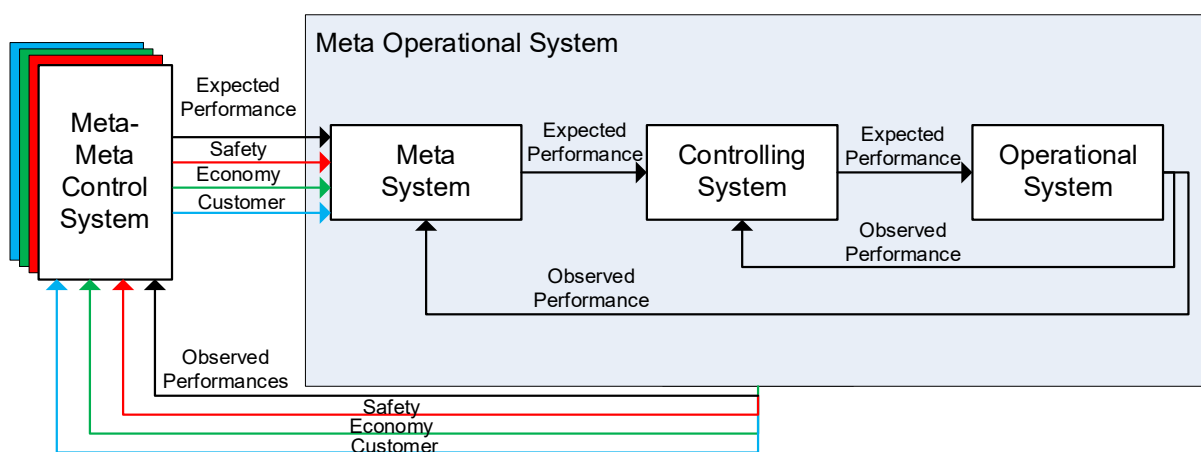 Meta Operational System
Meta-
Meta
Control
System
Expected
Performance
Safety
Economy
Customer
Meta
System
Expected
Performance
Controlling
System
Expected
Performance
Operational
System
Observed
Performance
Observed
Performance
Observed
Performances
Safety
Economy
Customer